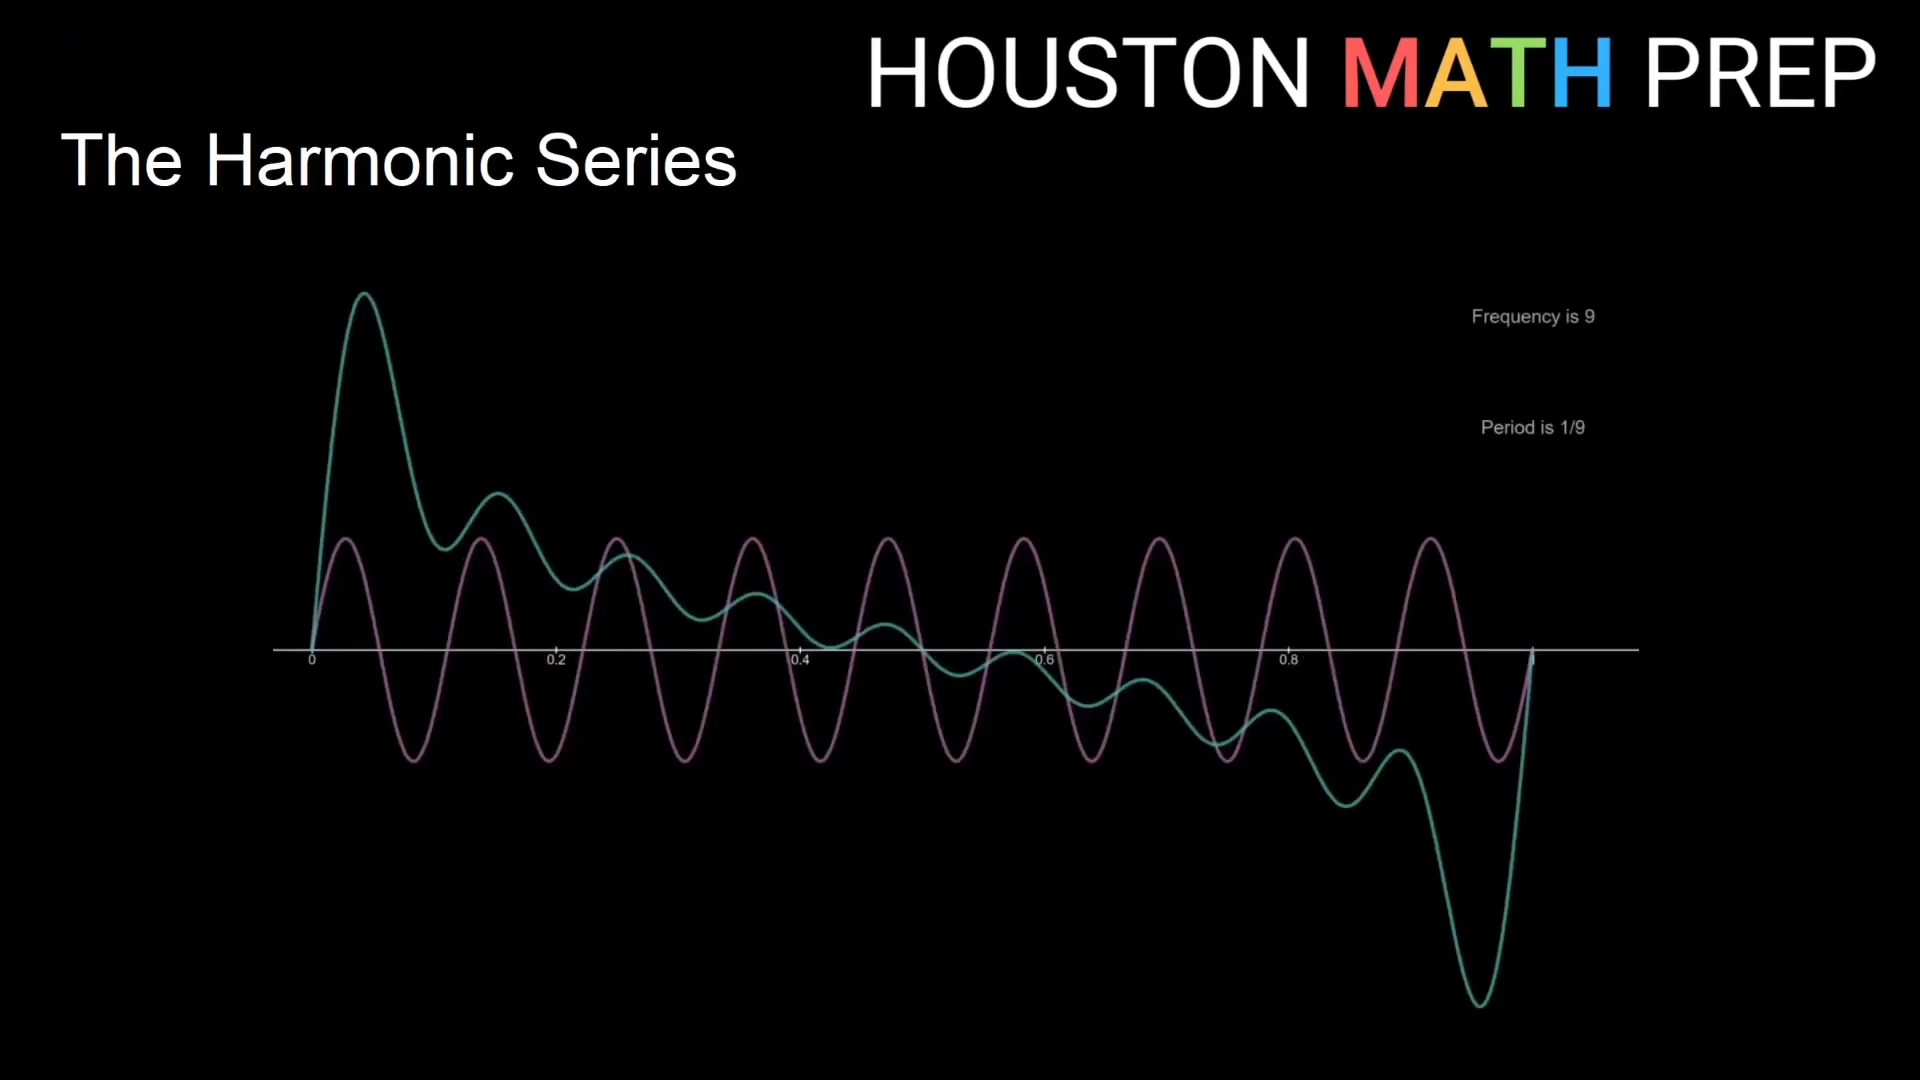 HOUSTON MATH PREP
The Harmonic Series
Frequency is 9
Period is 1/9
0 0.2 0.4 0.6 0.8 1